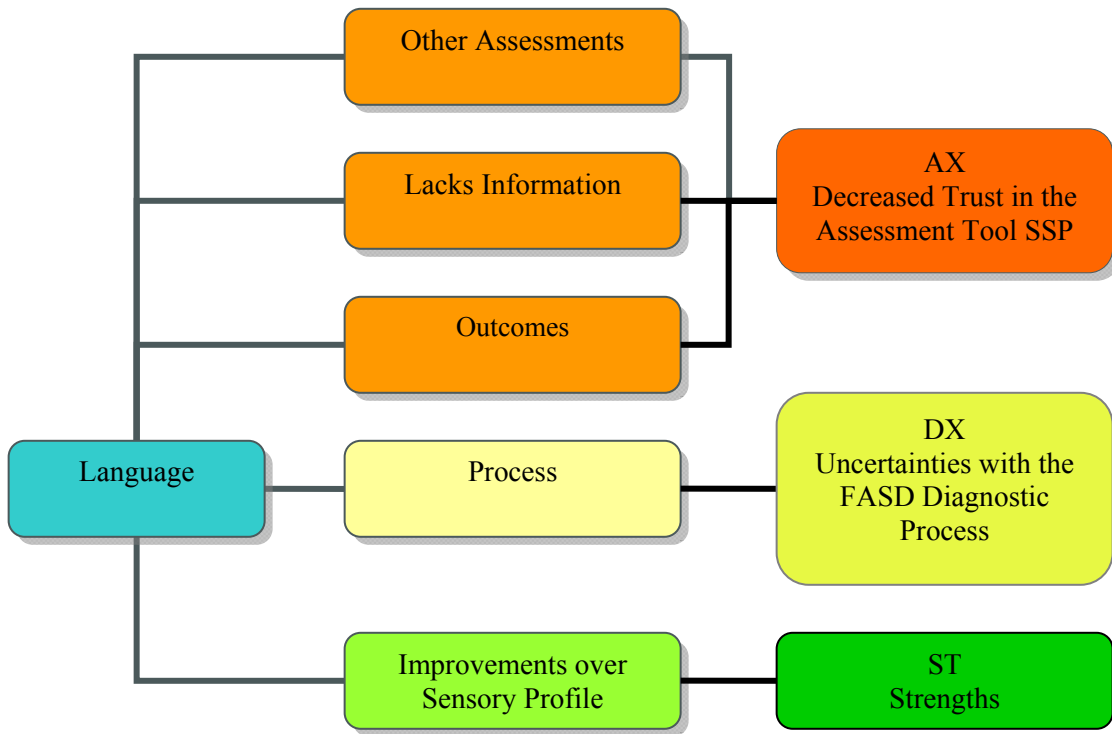 Other Assessments
Lacks Information
AX
Decreased Trust in the
Assessment Tool SSP
Outcomes
Language
Process
DX
Uncertainties with the
FASD Diagnostic
Process
Improvements over
Sensory Profile
ST
Strengths